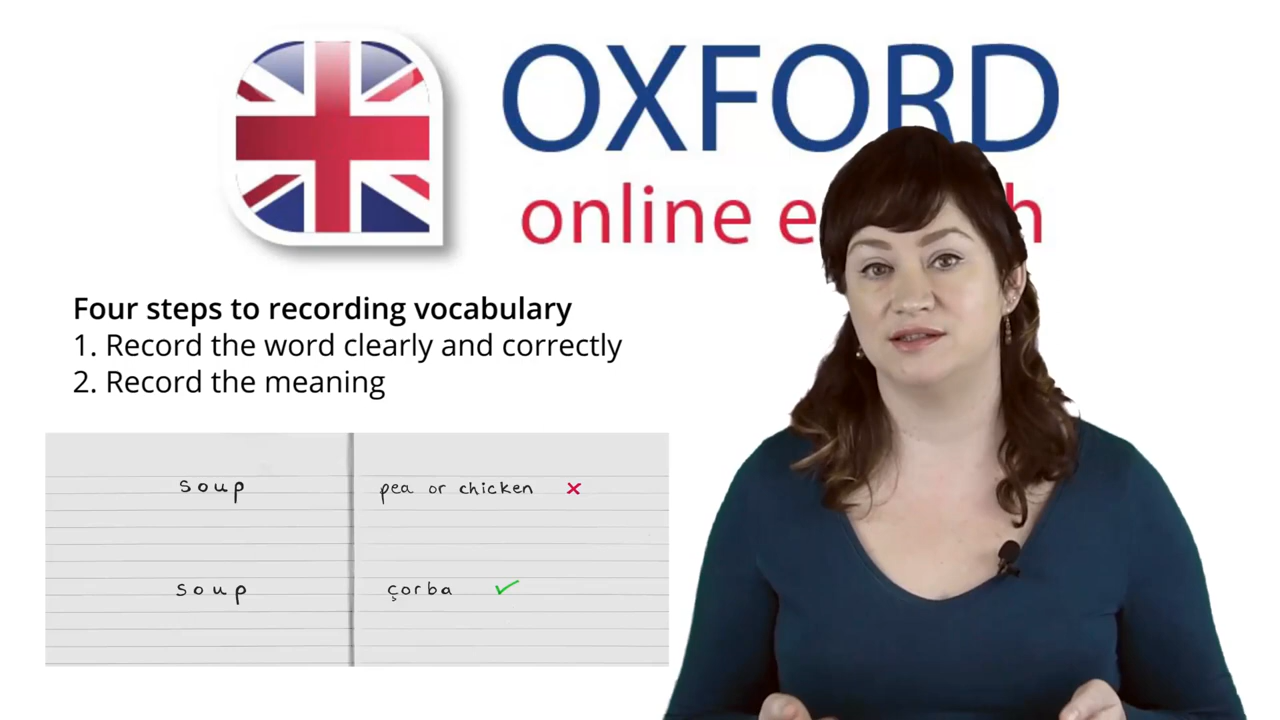 OXFORD
online e h
Four steps to recording vocabulary
1. Record the word clearly and correctly
2. Record the meaning
soup pea or chicken ×
soup çorba ✓